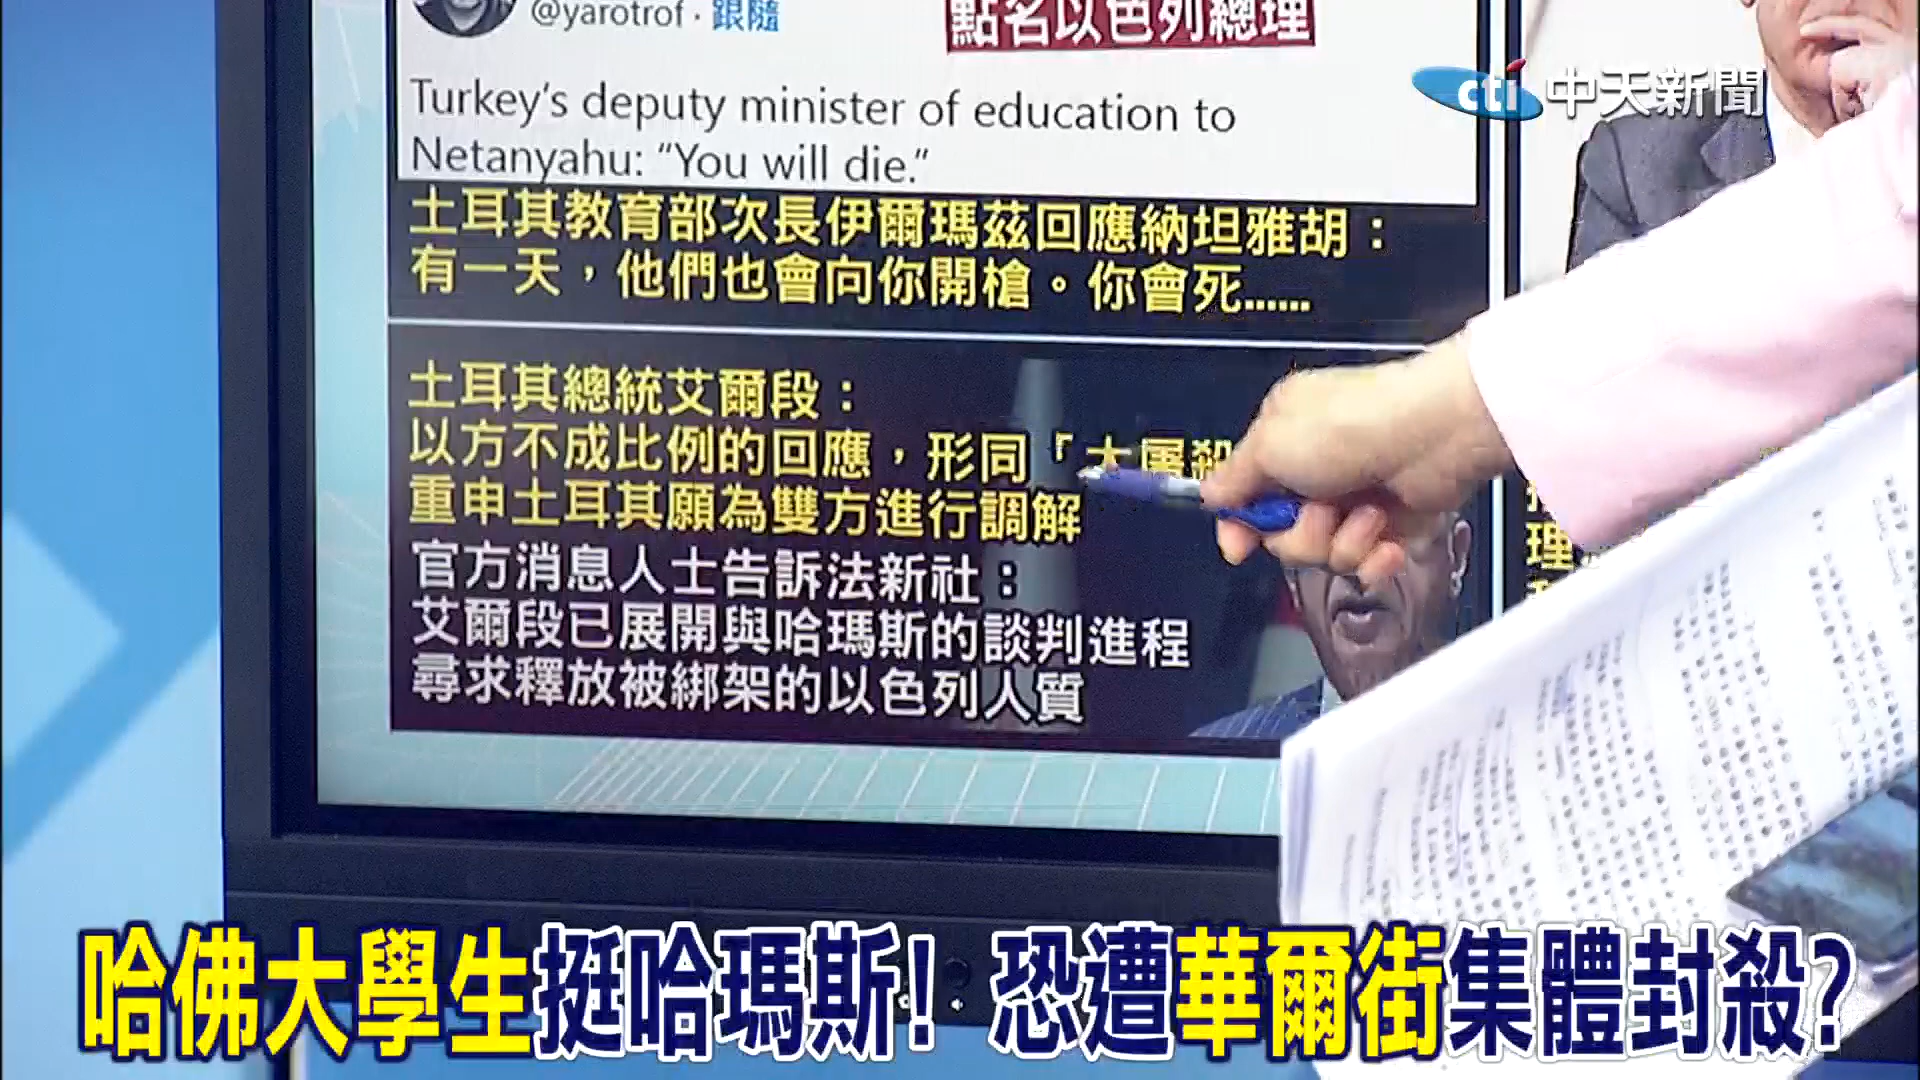 @yarotrof · 跟隨
點名以色列總理
cti 中天新聞
Turkey's deputy minister of education to
Netanyahu: "You will die."
土耳其教育部次長伊爾瑪茲回應納坦雅胡：
有一天，他們也會向你開槍。你會死......
土耳其總統艾爾段：
以方不成比例的回應，形同「大屠殺
重申土耳其願為雙方進行調解
官方消息人士告訴法新社：
艾爾段已展開與哈瑪斯的談判進程
尋求釋放被綁架的以色列人質
理
哈佛大學生挺哈瑪斯! 恐遭華爾街集體封殺?